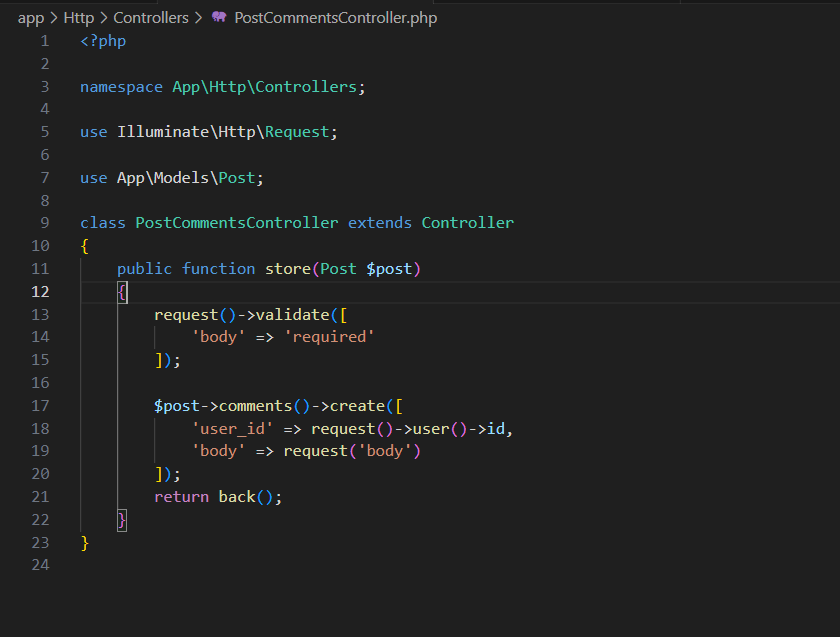 app > Http > Controllers > PostCommentsController.php
1 <?php
2
3 namespace App\Http\Controllers;
4
5 use Illuminate\Http\Request;
6
7 use App\Models\Post;
8
9 class PostCommentsController extends Controller
10 {
11     public function store(Post $post)
12     {
13         request()->validate([
14             'body' => 'required'
15         ]);
16
17         $post->comments()->create([
18             'user_id' => request()->user()->id,
19             'body' => request('body')
20         ]);
21         return back();
22     }
23 }
24